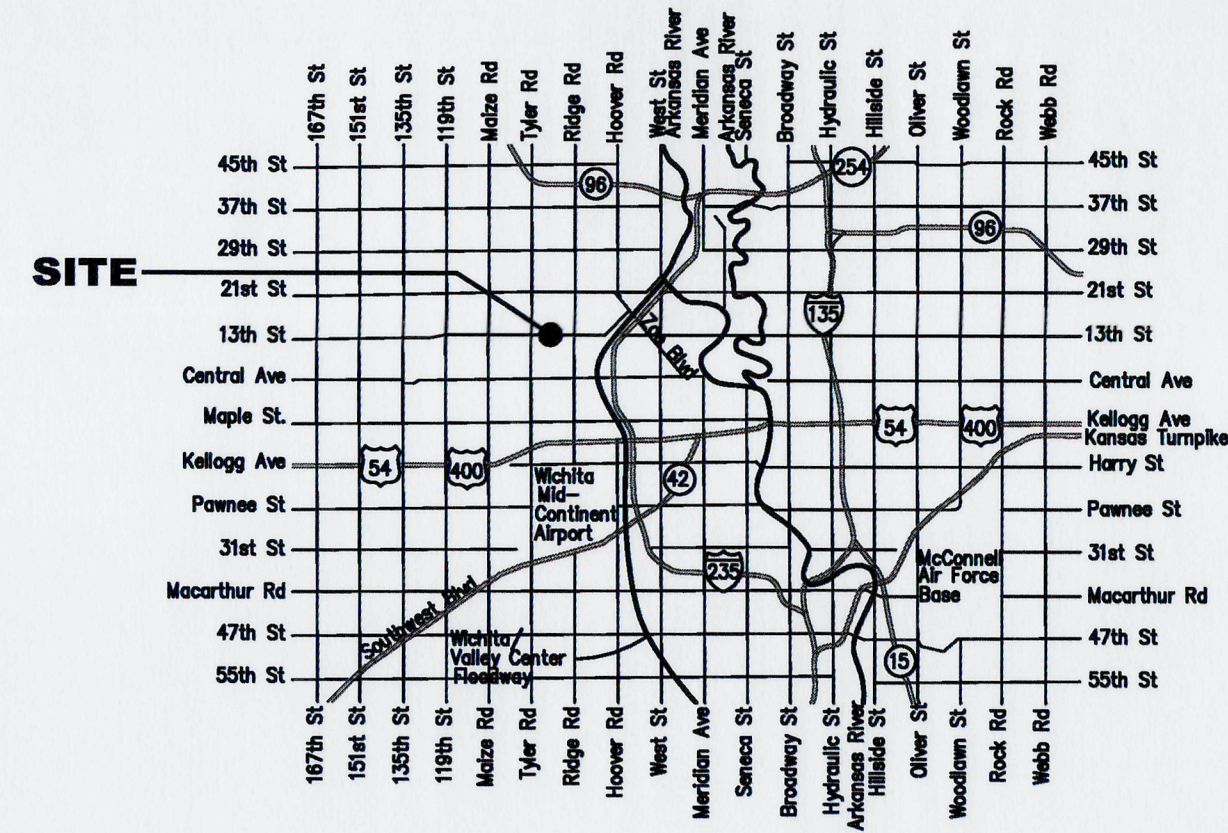 167th St
151st St
135th St
119th St
Maize Rd
Tyler Rd
Ridge Rd
Hoover Rd
West St
Arkansas River
Meridian Ave
Arkansas River
Seneca St
Broadway St
Hydraulic St
Hillside St
Oliver St
Woodlawn St
Rock Rd
Webb Rd
45th St
254
45th St
96
37th St
37th St
96
29th St
29th St
SITE
21st St
21st St
135
13th St
Zoo Blvd
13th St
Central Ave
Central Ave
Maple St.
54
400
Kellogg Ave
Kansas Turnpike
Kellogg Ave
54
400
Harry St
Wichita
Mid-
Continent
Airport
42
Pawnee St
Pawnee St
31st St
31st St
235
McConnell
Air Force
Base
Macarthur Rd
Southwest Blvd
Macarthur Rd
47th St
Wichita/
Valley Center
Floodway
47th St
15
55th St
55th St
167th St
151st St
135th St
119th St
Maize Rd
Tyler Rd
Ridge Rd
Hoover Rd
West St
Meridian Ave
Seneca St
Broadway St
Hydraulic St
Arkansas River
Hillside St
Oliver St
Woodlawn St
Rock Rd
Webb Rd